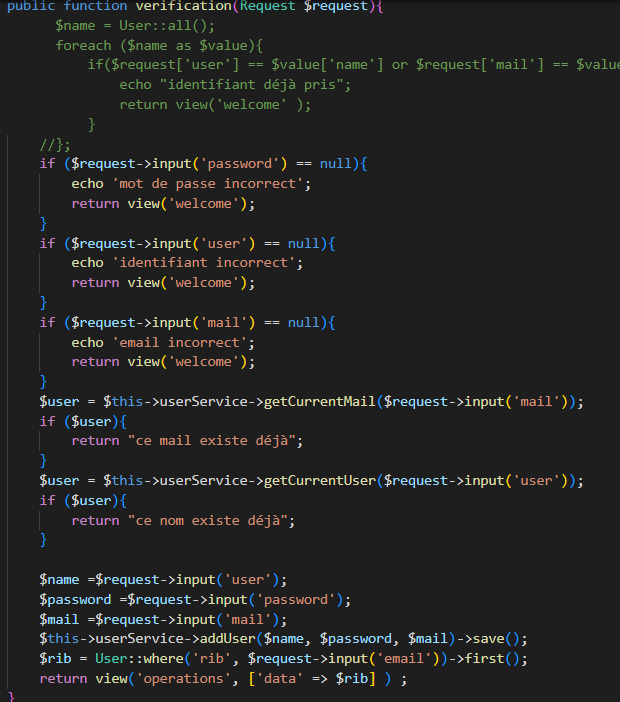 public function verification(Request $request){
$name = User::all();
foreach ($name as $value){
if($request['user'] == $value['name'] or $request['mail'] == $value
echo "identifiant déjà pris";
return view('welcome' );
}
//};
if ($request->input('password') == null){
echo 'mot de passe incorrect';
return view('welcome');
}
if ($request->input('user') == null){
echo 'identifiant incorrect';
return view('welcome');
}
if ($request->input('mail') == null){
echo 'email incorrect';
return view('welcome');
}
$user = $this->userService->getCurrentMail($request->input('mail'));
if ($user){
return "ce mail existe déjà";
}
$user = $this->userService->getCurrentUser($request->input('user'));
if ($user){
return "ce nom existe déjà";
}
$name =$request->input('user');
$password =$request->input('password');
$mail =$request->input('mail');
$this->userService->addUser($name, $password, $mail)->save();
$rib = User::where('rib', $request->input('email'))->first();
return view('operations', ['data' => $rib] ) ;
}